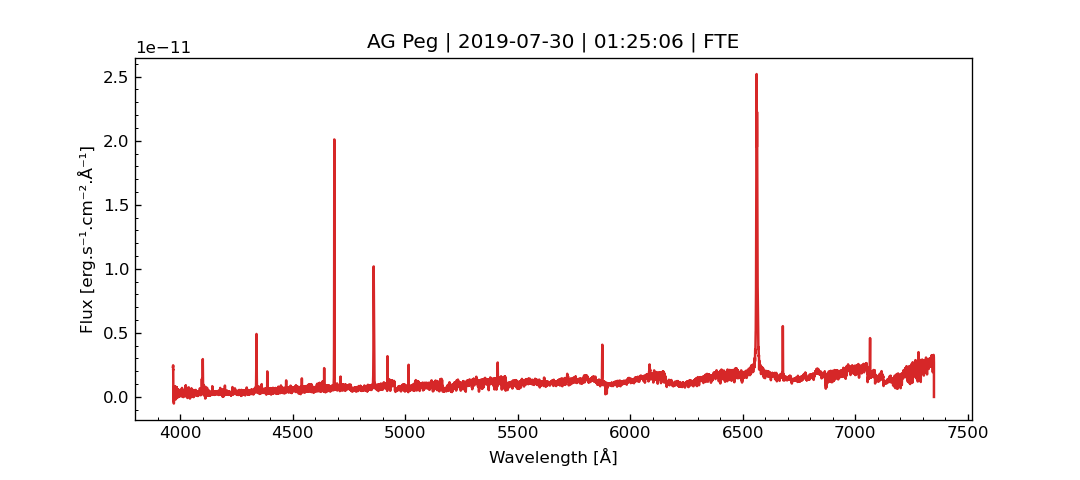 AG Peg | 2019-07-30 | 01:25:06 | FTE
1e−11
2.5
2.0
1.5
1.0
0.5
0.0
Flux [erg.s⁻¹.cm⁻².Å⁻¹]
4000 4500 5000 5500 6000 6500 7000 7500
Wavelength [Å]